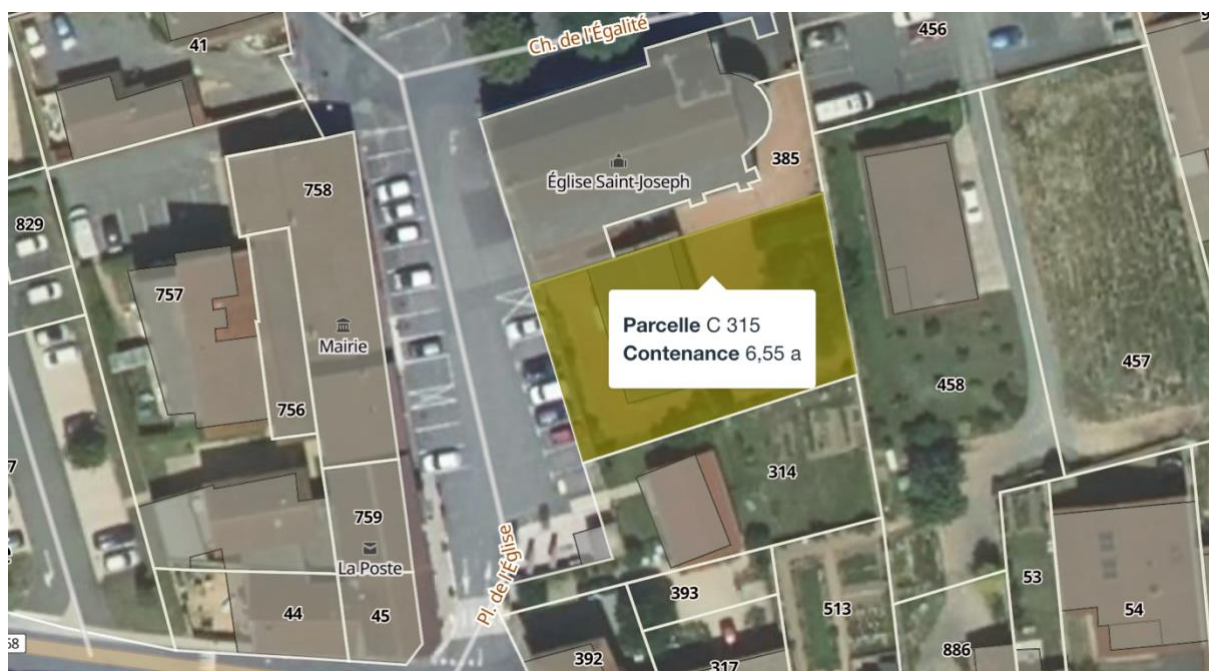 41
Ch. de l'Égalité
456
758
Église Saint-Joseph
385
829
757
Parcelle C 315
Contenance 6,55 a
Mairie
756
458
457
314
759
Pl. de l'Église
La Poste
393
53
513
54
44
45
886
392
317